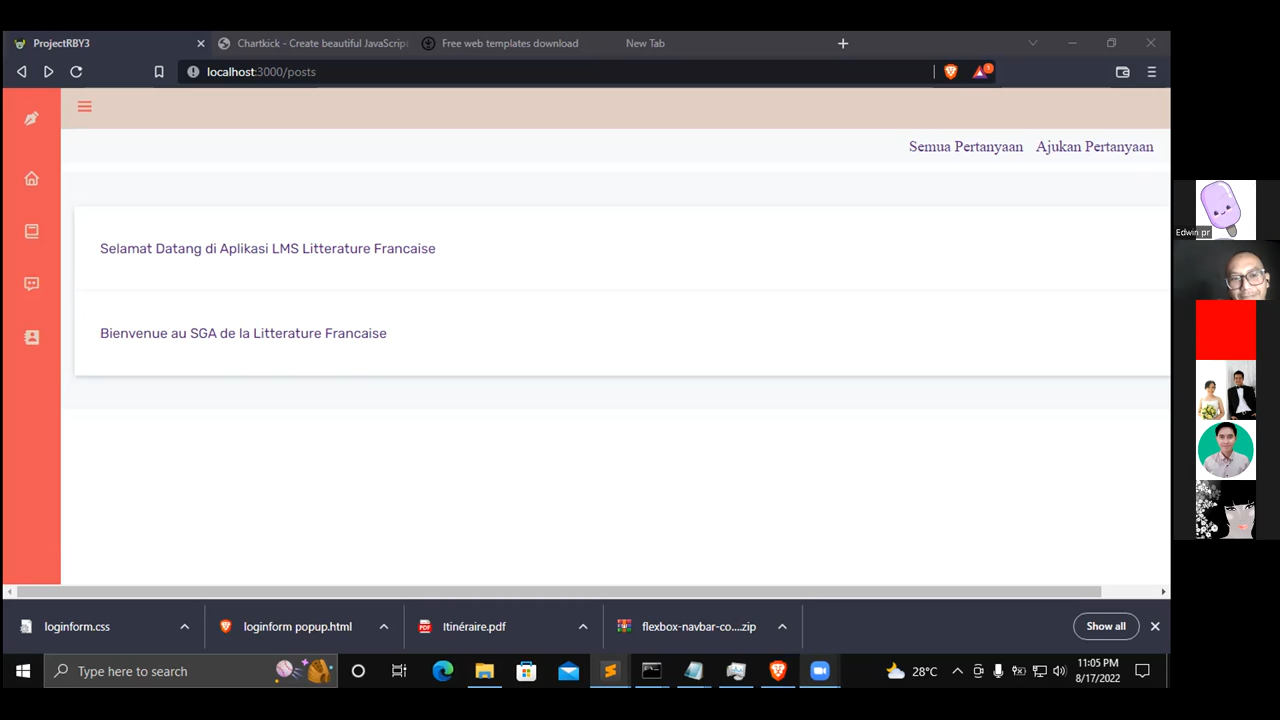 ProjectRBY3
Chartkick - Create beautiful JavaScrip
Free web templates download
New Tab
localhost:3000/posts
1
Semua Pertanyaan
Ajukan Pertanyaan
Selamat Datang di Aplikasi LMS Litterature Francaise
Bienvenue au SGA de la Litterature Francaise
Edwin pr
loginform.css
loginform popup.html
Itinéraire.pdf
flexbox-navbar-co....zip
Show all
Type here to search
28°C
11:05 PM
8/17/2022